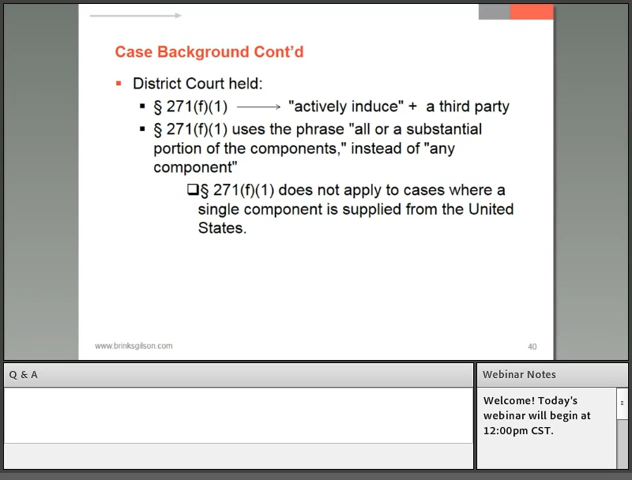 Case Background Cont'd
▪ District Court held:
▪ § 271(f)(1) ⟶ "actively induce" + a third party
▪ § 271(f)(1) uses the phrase "all or a substantial
portion of the components," instead of "any
component"
❑§ 271(f)(1) does not apply to cases where a
single component is supplied from the United
States.
www.brinksgilson.com 40
Q & A
Webinar Notes
Welcome! Today's
webinar will begin at
12:00pm CST.